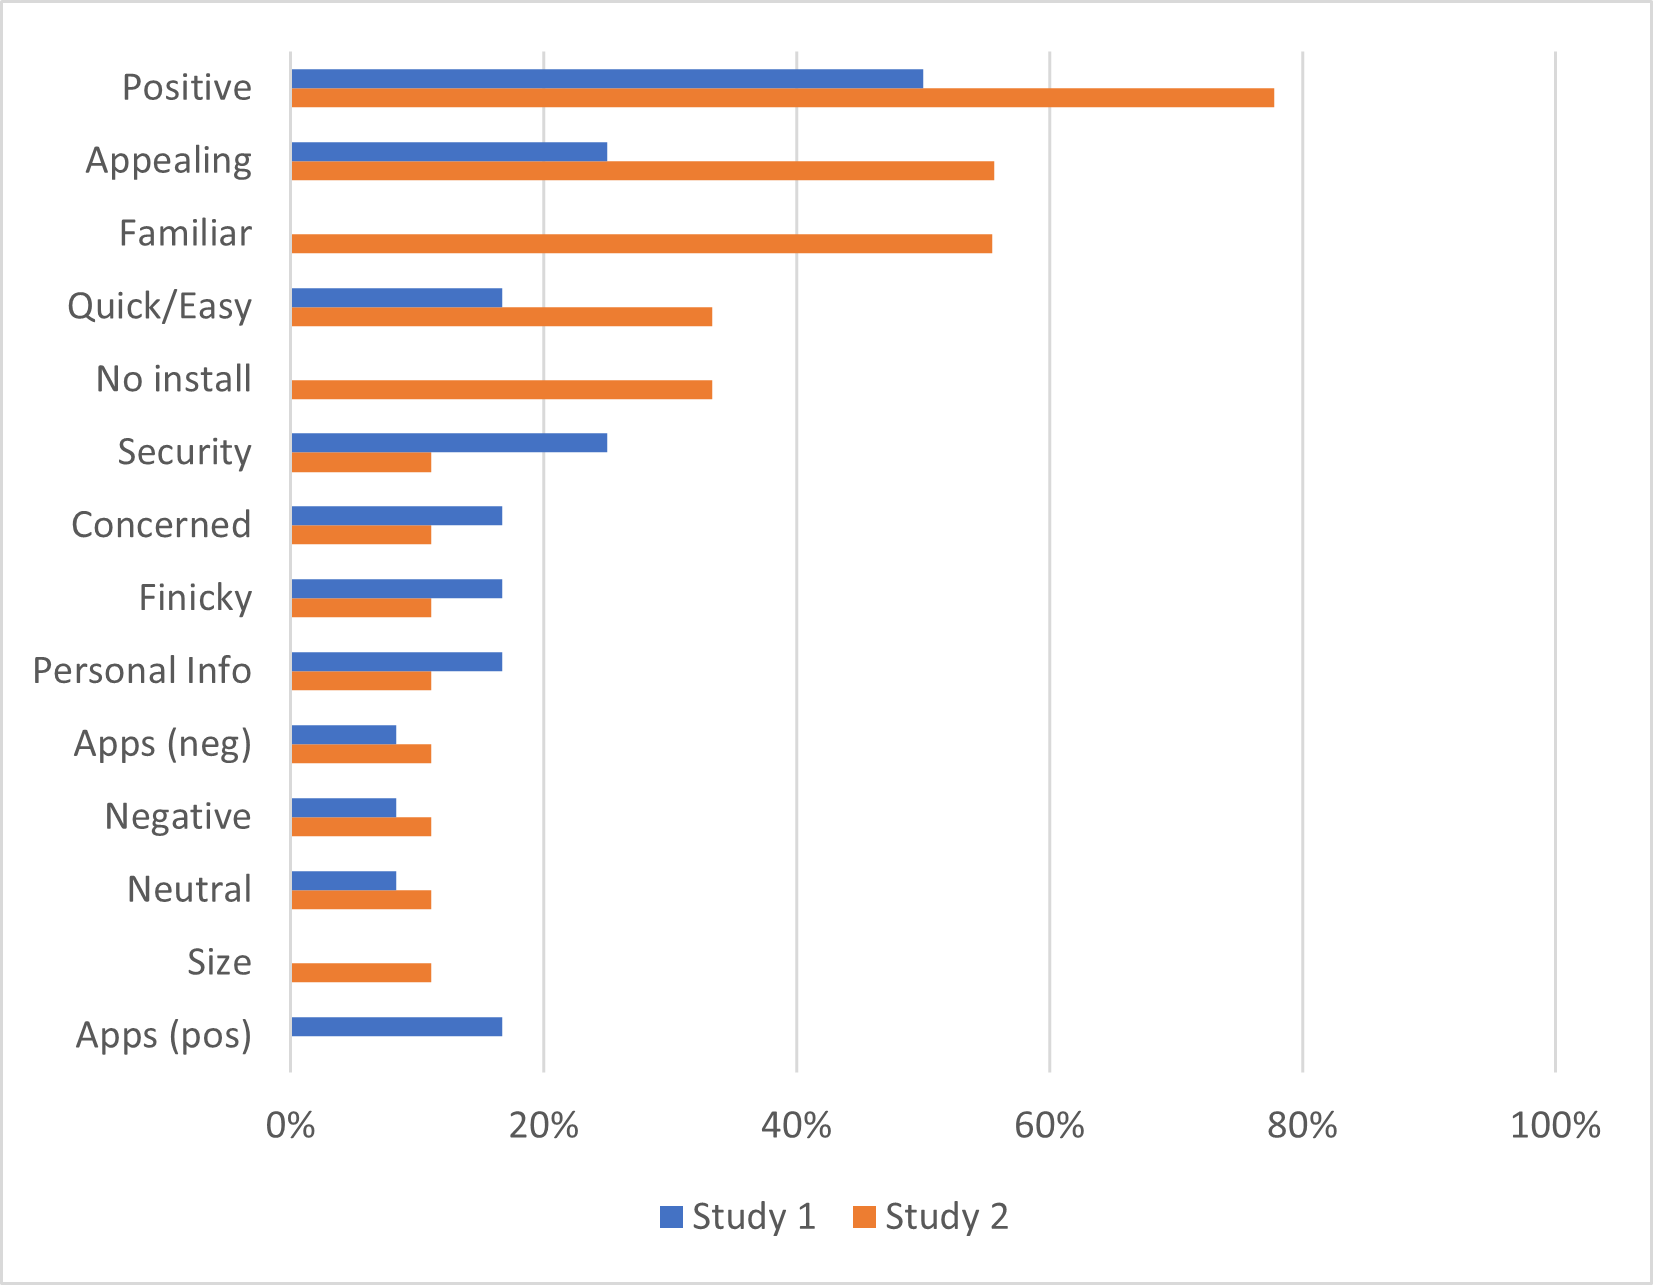 Positive
Appealing
Familiar
Quick/Easy
No install
Security
Concerned
Finicky
Personal Info
Apps (neg)
Negative
Neutral
Size
Apps (pos)
0% 20% 40% 60% 80% 100%
Study 1 Study 2